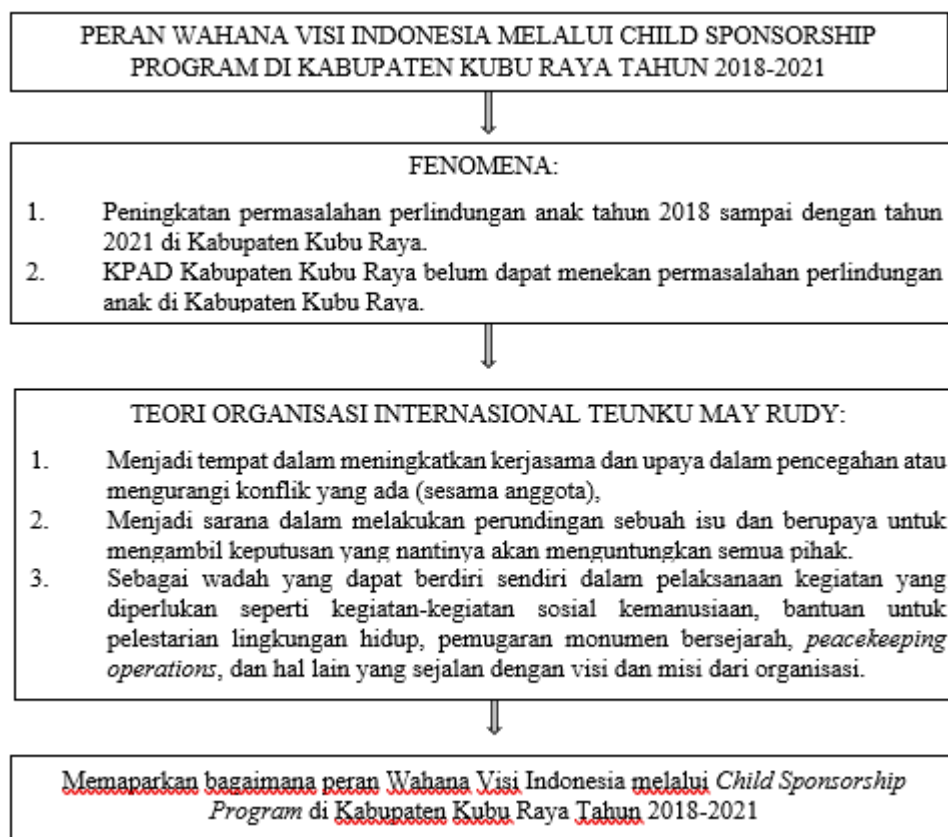 PERAN WAHANA VISI INDONESIA MELALUI CHILD SPONSORSHIP
PROGRAM DI KABUPATEN KUBU RAYA TAHUN 2018-2021
FENOMENA:
1. Peningkatan permasalahan perlindungan anak tahun 2018 sampai dengan tahun
2021 di Kabupaten Kubu Raya.
2. KPAD Kabupaten Kubu Raya belum dapat menekan permasalahan perlindungan
anak di Kabupaten Kubu Raya.
TEORI ORGANISASI INTERNASIONAL TEUNKU MAY RUDY:
1. Menjadi tempat dalam meningkatkan kerjasama dan upaya dalam pencegahan atau
mengurangi konflik yang ada (sesama anggota),
2. Menjadi sarana dalam melakukan perundingan sebuah isu dan berupaya untuk
mengambil keputusan yang nantinya akan menguntungkan semua pihak.
3. Sebagai wadah yang dapat berdiri sendiri dalam pelaksanaan kegiatan yang
diperlukan seperti kegiatan-kegiatan sosial kemanusiaan, bantuan untuk
pelestarian lingkungan hidup, pemugaran monumen bersejarah, peacekeeping
operations, dan hal lain yang sejalan dengan visi dan misi dari organisasi.
Memaparkan bagaimana peran Wahana Visi Indonesia melalui Child Sponsorship
Program di Kabupaten Kubu Raya Tahun 2018-2021